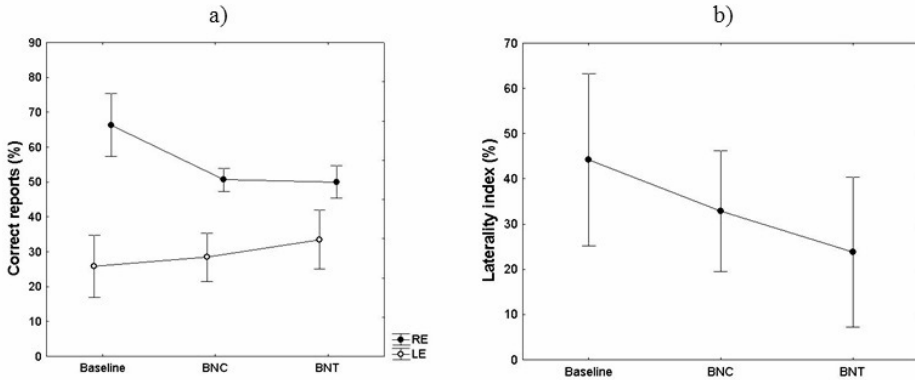 a)
Correct reports (%)
90
80
70
60
50
40
30
20
10
0
Baseline BNC BNT
RE
LE
b)
Laterality index (%)
70
60
50
40
30
20
10
0
Baseline BNC BNT